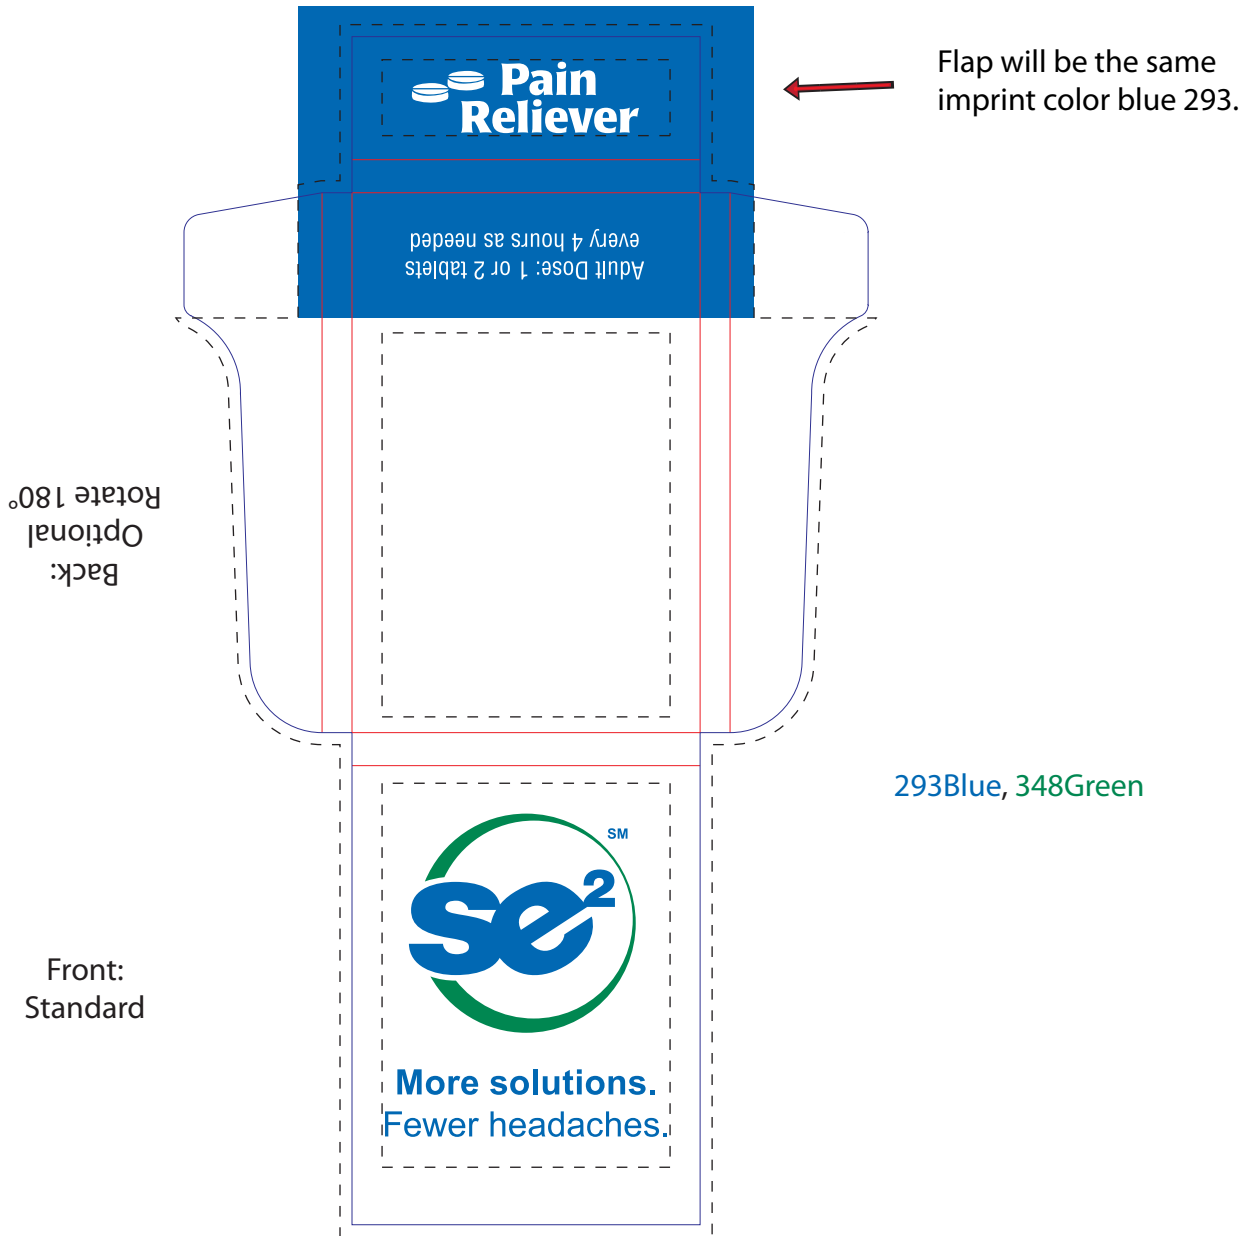 Pain
Reliever
Flap will be the same
imprint color blue 293.
Adult Dose: 1 or 2 tablets
every 4 hours as needed
Back:
Optional
Rotate 180°
293Blue, 348Green
SM
se²
Front:
Standard
More solutions.
Fewer headaches.